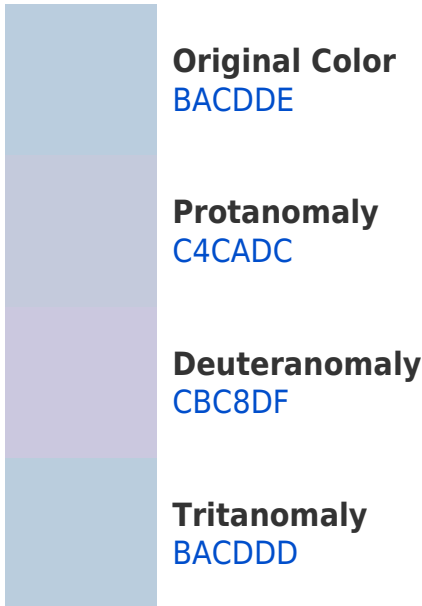 Original Color
BACDDE
Protanomaly
C4CADC
Deuteranomaly
CBC8DF
Tritanomaly
BACDDD